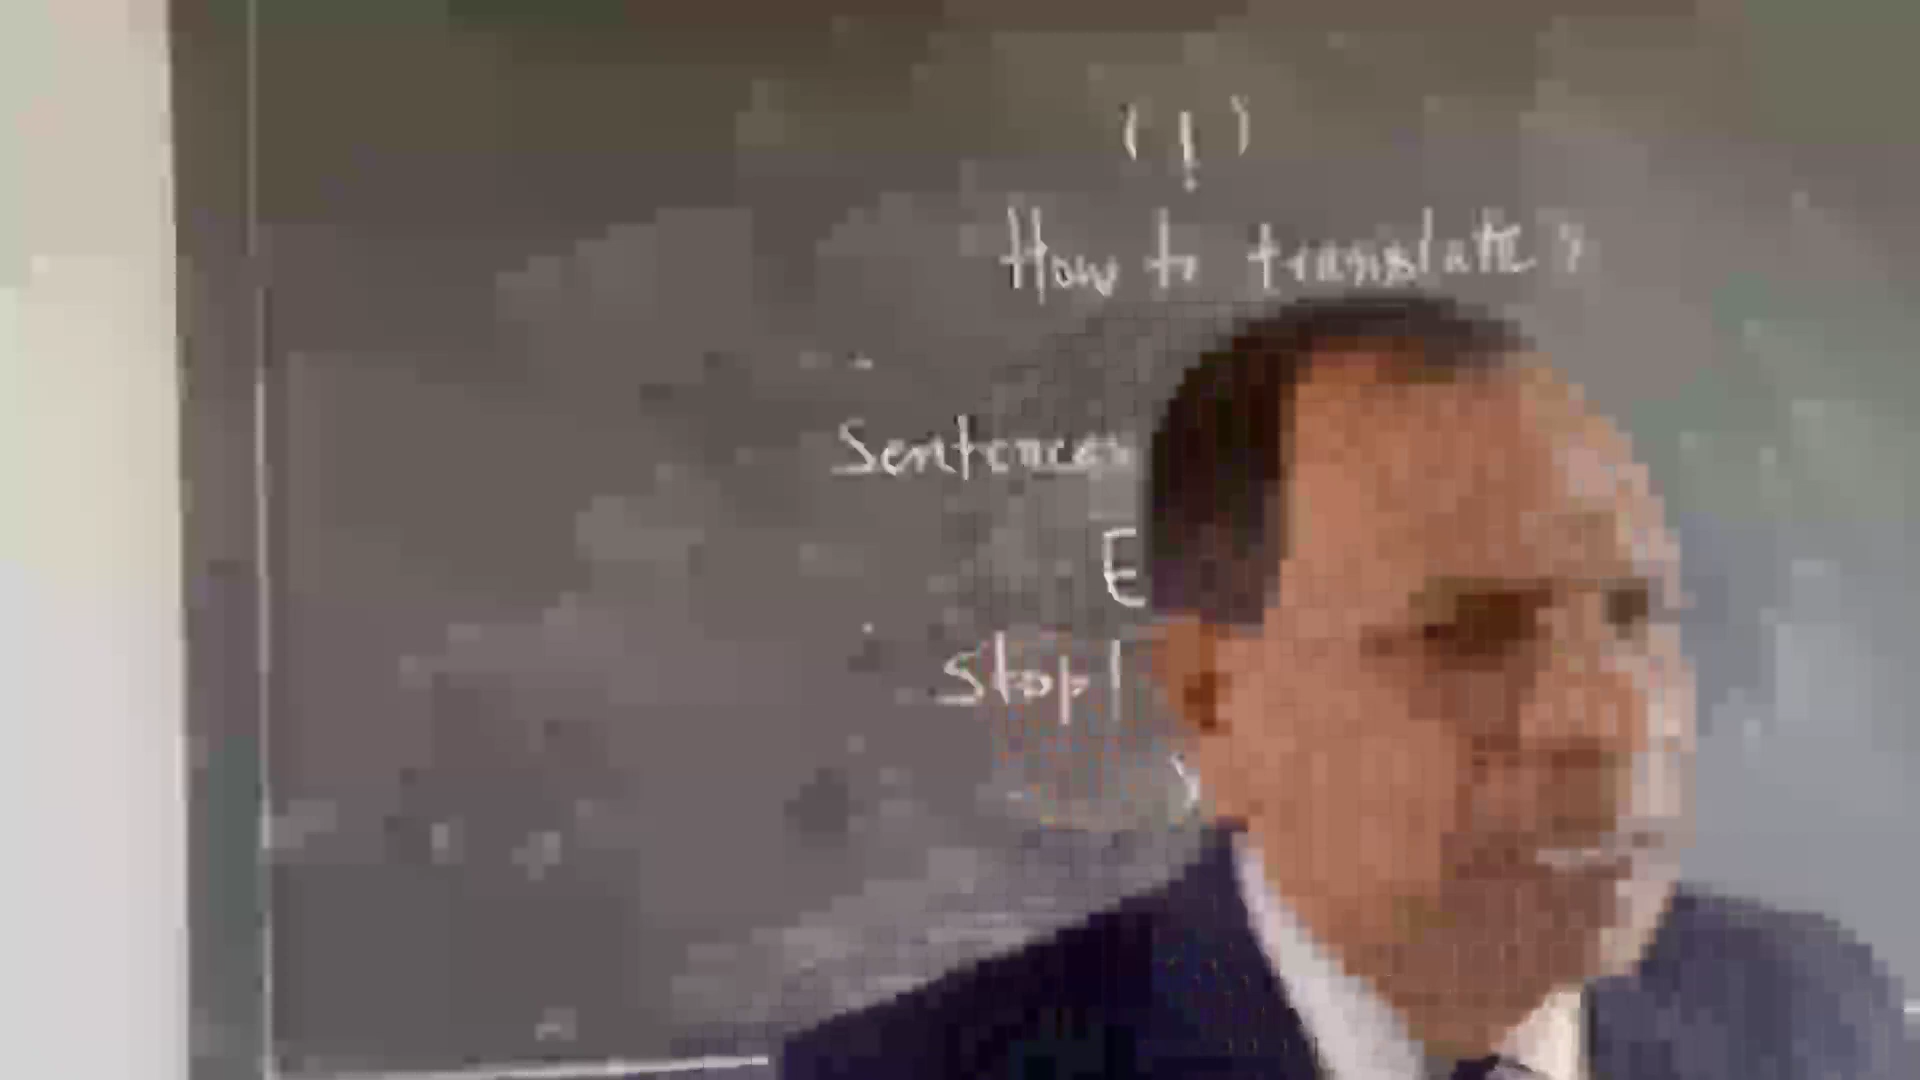 (!)
How to translate?
Sentences
E
Stop!